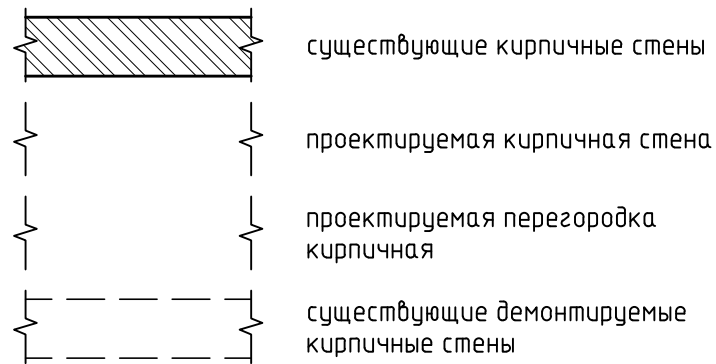 существующие кирпичные стены
проектируемая кирпичная стена
проектируемая перегородка
кирпичная
существующие демонтируемые
кирпичные стены